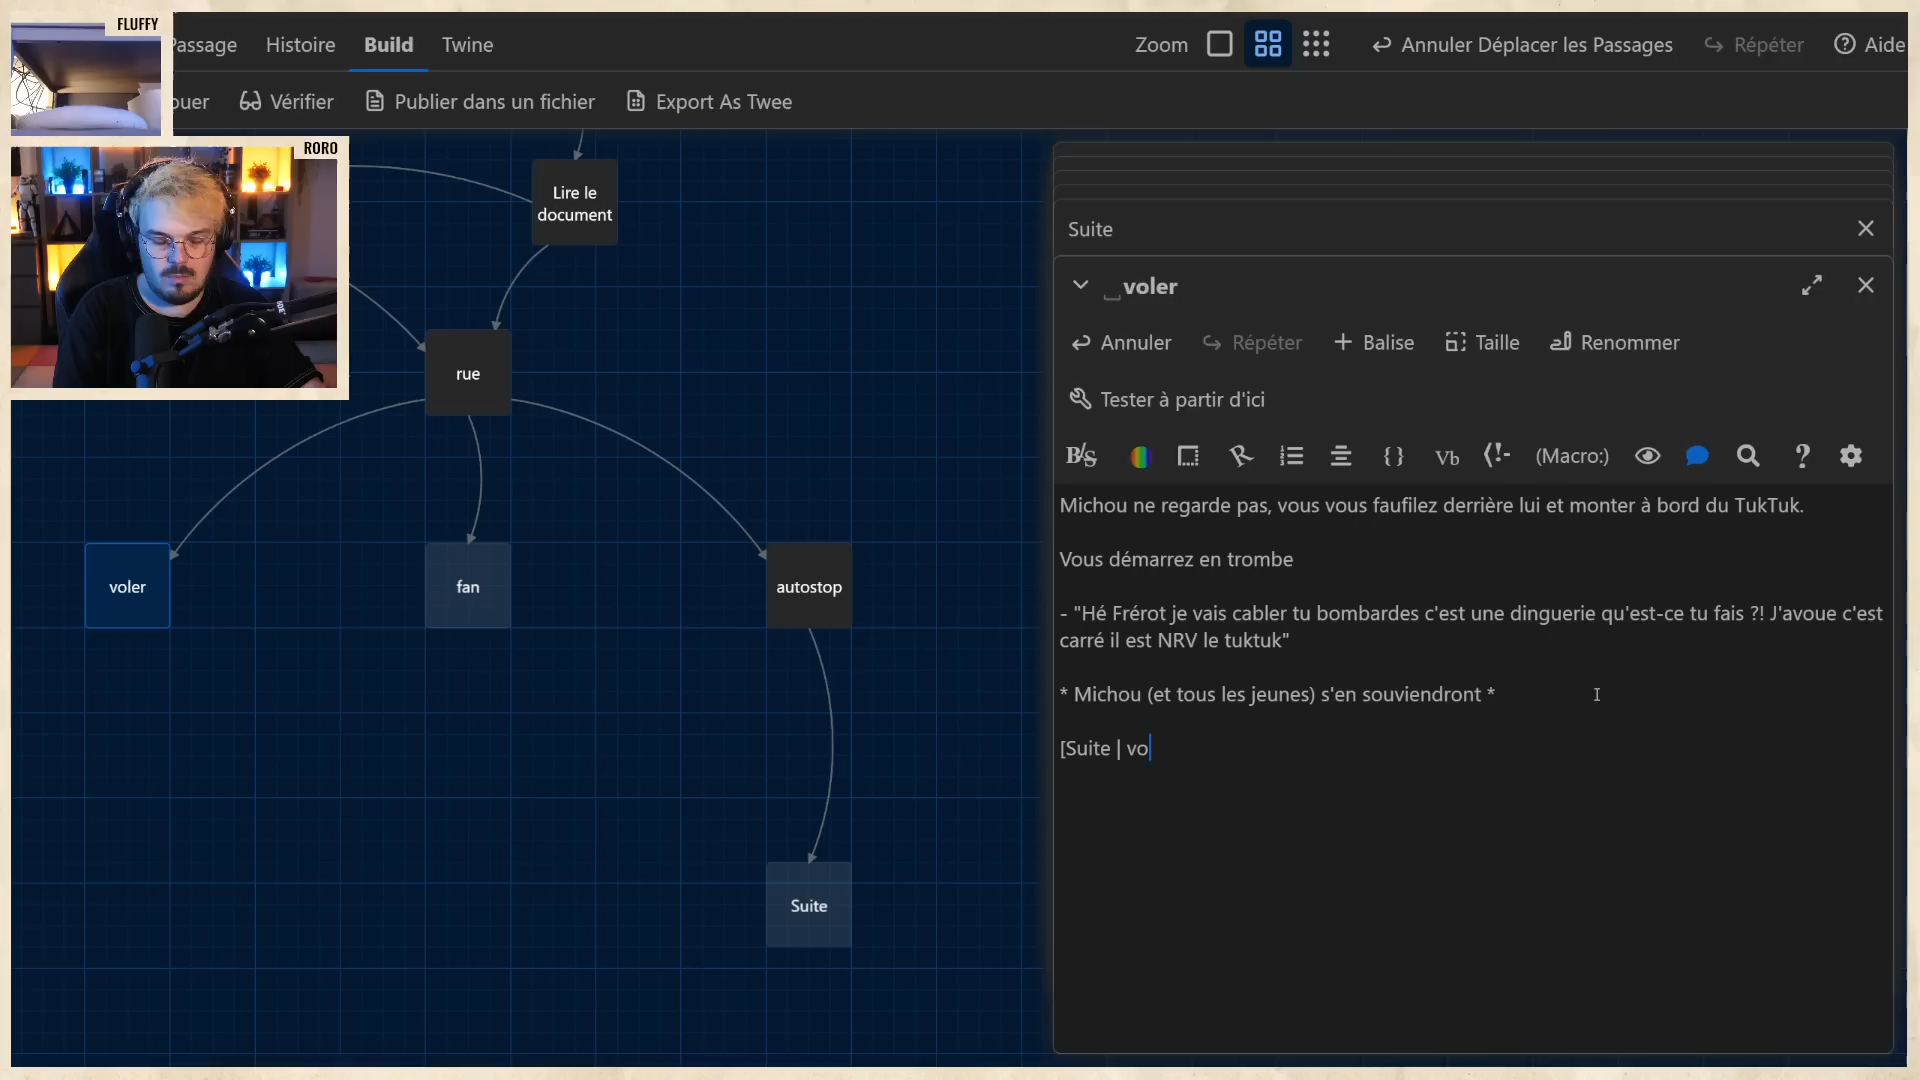 FLUFFY
Passage
Histoire
Build
Twine
Zoom
Annuler Déplacer les Passages
Répéter
Aide
ouer
Vérifier
Publier dans un fichier
Export As Twee
RORO
Lire le
document
rue
voler
fan
autostop
Suite
Suite
voler
Annuler
Répéter
Balise
Taille
Renommer
Tester à partir d'ici
(Macro:)
Michou ne regarde pas, vous vous faufilez derrière lui et monter à bord du TukTuk.
Vous démarrez en trombe
- "Hé Frérot je vais cabler tu bombardes c'est une dinguerie qu'est-ce tu fais ?! J'avoue c'est
carré il est NRV le tuktuk"
* Michou (et tous les jeunes) s'en souviendront *
[Suite | vo